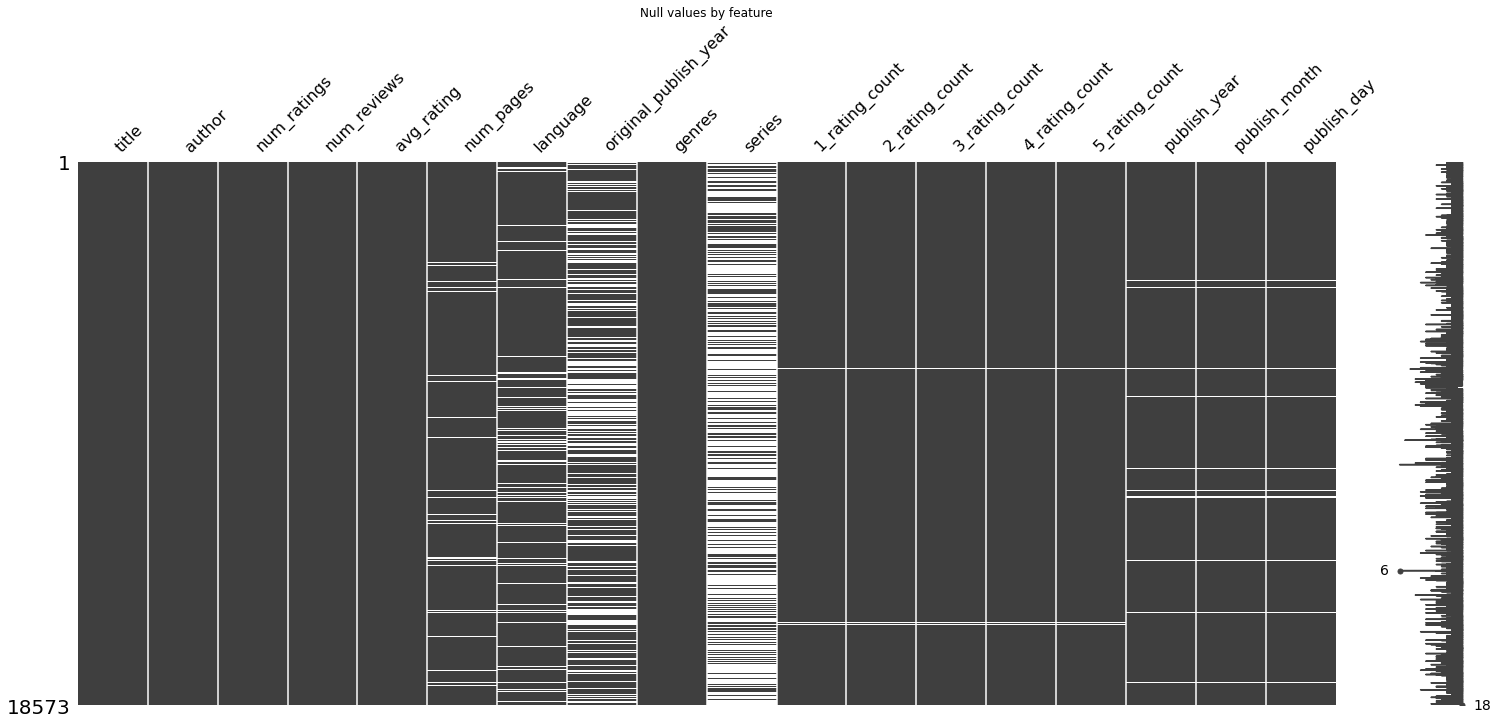 Null values by feature
title
author
num_ratings
num_reviews
avg_rating
num_pages
language
original_publish_year
genres
series
1_rating_count
2_rating_count
3_rating_count
4_rating_count
5_rating_count
publish_year
publish_month
publish_day
1
6
18573
18